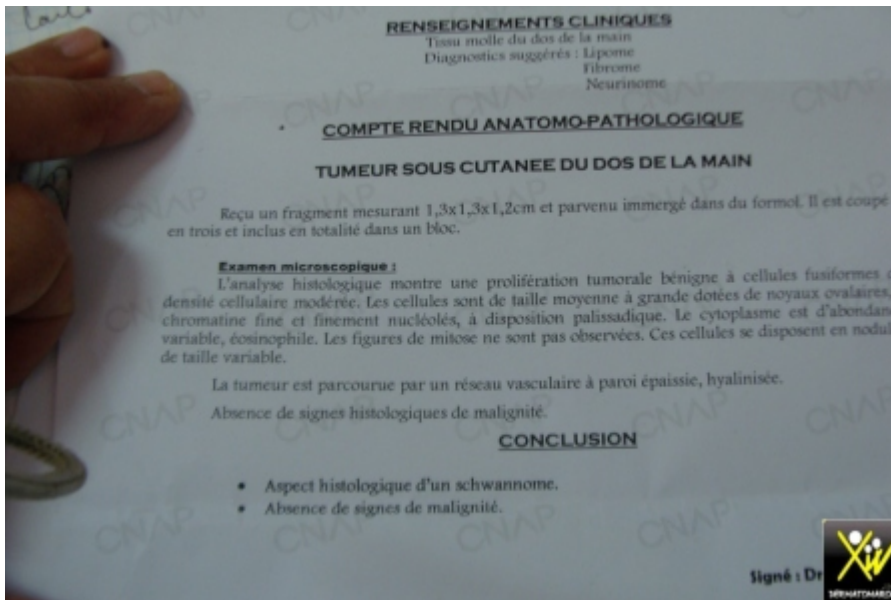 RENSEIGNEMENTS CLINIQUES
Tissu molle du dos de la main
Diagnostics suggérés : Lipome
Fibrome
Neurinome
COMPTE RENDU ANATOMO-PATHOLOGIQUE
TUMEUR SOUS CUTANEE DU DOS DE LA MAIN
Reçu un fragment mesurant 1,3x1,3x1,2cm et parvenu immergé dans du formol. Il est coupé
en trois et inclus en totalité dans un bloc.
Examen microscopique :
L'analyse histologique montre une prolifération tumorale bénigne à cellules fusiformes
densité cellulaire modérée. Les cellules sont de taille moyenne à grande dotées de noyaux ovalaires,
chromatine fine et finement nucléolés, à disposition palissadique. Le cytoplasme est d'abondan
variable, éosinophile. Les figures de mitose ne sont pas observées. Ces cellules se disposent en nodul
de taille variable.
La tumeur est parcourue par un réseau vasculaire à paroi épaissie, hyalinisée.
Absence de signes histologiques de malignité.
CONCLUSION
• Aspect histologique d'un schwannome.
• Absence de signes de malignité.
Signé : Dr
CNAP